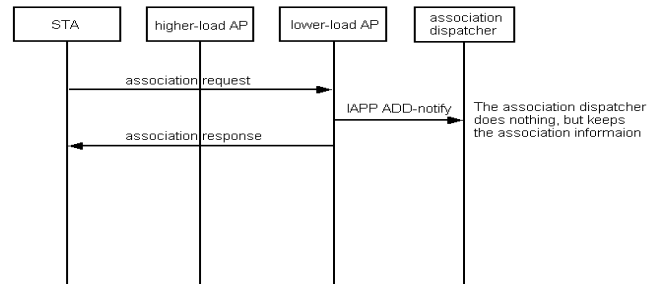 STA
higher-load AP
lower-load AP
association
dispatcher
association request
IAPP ADD-notify
The association dispatcher
does nothing, but keeps
the association informaion
association response